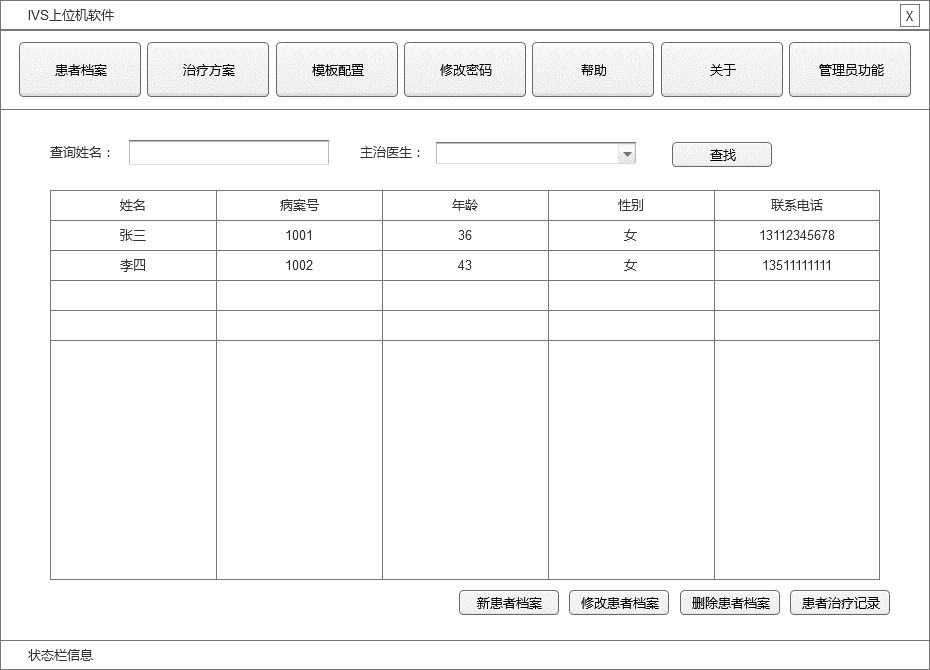 IVS上位机软件 X
患者档案 治疗方案 模板配置 修改密码 帮助 关于 管理员功能
查询姓名： 主治医生： 查找
姓名 病案号 年龄 性别 联系电话
张三 1001 36 女 13112345678
李四 1002 43 女 13511111111
新患者档案 修改患者档案 删除患者档案 患者治疗记录
状态栏信息